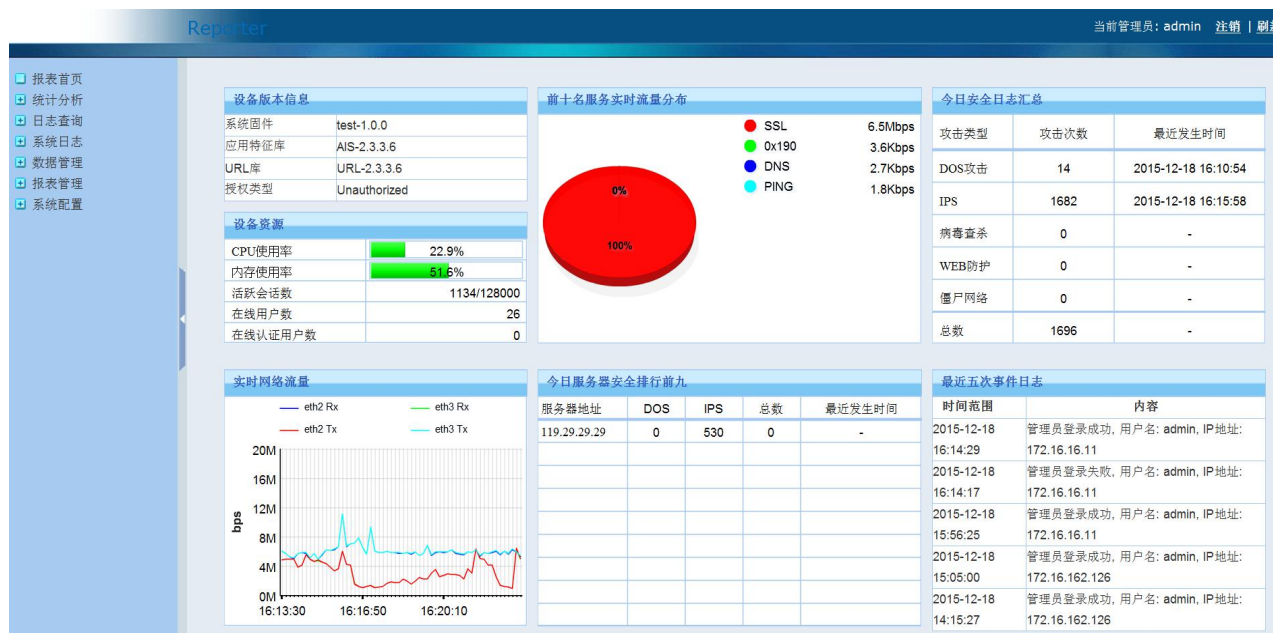 Reporter
当前管理员: admin 注销 | 刷新
报表首页
统计分析
日志查询
系统日志
数据管理
报表管理
系统配置
设备版本信息
系统固件 test-1.0.0
应用特征库 AIS-2.3.3.6
URL库 URL-2.3.3.6
授权类型 Unauthorized
设备资源
CPU使用率 22.9%
内存使用率 51.6%
活跃会话数 1134/128000
在线用户数 26
在线认证用户数 0
前十名服务实时流量分布
SSL 6.5Mbps
0x190 3.6Kbps
DNS 2.7Kbps
PING 1.8Kbps
0%
100%
今日安全日志汇总
攻击类型 攻击次数 最近发生时间
DOS攻击 14 2015-12-18 16:10:54
IPS 1682 2015-12-18 16:15:58
病毒查杀 0 -
WEB防护 0 -
僵尸网络 0 -
总数 1696 -
实时网络流量
eth2 Rx eth3 Rx
eth2 Tx eth3 Tx
20M
16M
12M
8M
4M
0M
bps
16:13:30 16:16:50 16:20:10
今日服务器安全排行前九
服务器地址 DOS IPS 总数 最近发生时间
119.29.29.29 0 530 0 -
最近五次事件日志
时间范围 内容
2015-12-18 管理员登录成功, 用户名: admin, IP地址:
16:14:29 172.16.16.11
2015-12-18 管理员登录失败, 用户名: admin, IP地址:
16:14:17 172.16.16.11
2015-12-18 管理员登录成功, 用户名: admin, IP地址:
15:56:25 172.16.16.11
2015-12-18 管理员登录成功, 用户名: admin, IP地址:
15:05:00 172.16.162.126
2015-12-18 管理员登录成功, 用户名: admin, IP地址:
14:15:27 172.16.162.126